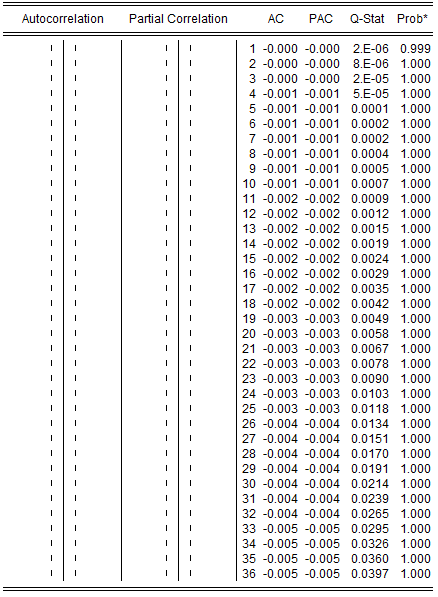 Autocorrelation Partial Correlation AC PAC Q-Stat Prob*
1 -0.000 -0.000 2.E-06 0.999
2 -0.000 -0.000 8.E-06 1.000
3 -0.000 -0.000 2.E-05 1.000
4 -0.001 -0.001 5.E-05 1.000
5 -0.001 -0.001 0.0001 1.000
6 -0.001 -0.001 0.0002 1.000
7 -0.001 -0.001 0.0002 1.000
8 -0.001 -0.001 0.0004 1.000
9 -0.001 -0.001 0.0005 1.000
10 -0.001 -0.001 0.0007 1.000
11 -0.002 -0.002 0.0009 1.000
12 -0.002 -0.002 0.0012 1.000
13 -0.002 -0.002 0.0015 1.000
14 -0.002 -0.002 0.0019 1.000
15 -0.002 -0.002 0.0024 1.000
16 -0.002 -0.002 0.0029 1.000
17 -0.002 -0.002 0.0035 1.000
18 -0.002 -0.002 0.0042 1.000
19 -0.003 -0.003 0.0049 1.000
20 -0.003 -0.003 0.0058 1.000
21 -0.003 -0.003 0.0067 1.000
22 -0.003 -0.003 0.0078 1.000
23 -0.003 -0.003 0.0090 1.000
24 -0.003 -0.003 0.0103 1.000
25 -0.003 -0.003 0.0118 1.000
26 -0.004 -0.004 0.0134 1.000
27 -0.004 -0.004 0.0151 1.000
28 -0.004 -0.004 0.0170 1.000
29 -0.004 -0.004 0.0191 1.000
30 -0.004 -0.004 0.0214 1.000
31 -0.004 -0.004 0.0239 1.000
32 -0.004 -0.004 0.0265 1.000
33 -0.005 -0.005 0.0295 1.000
34 -0.005 -0.005 0.0326 1.000
35 -0.005 -0.005 0.0360 1.000
36 -0.005 -0.005 0.0397 1.000